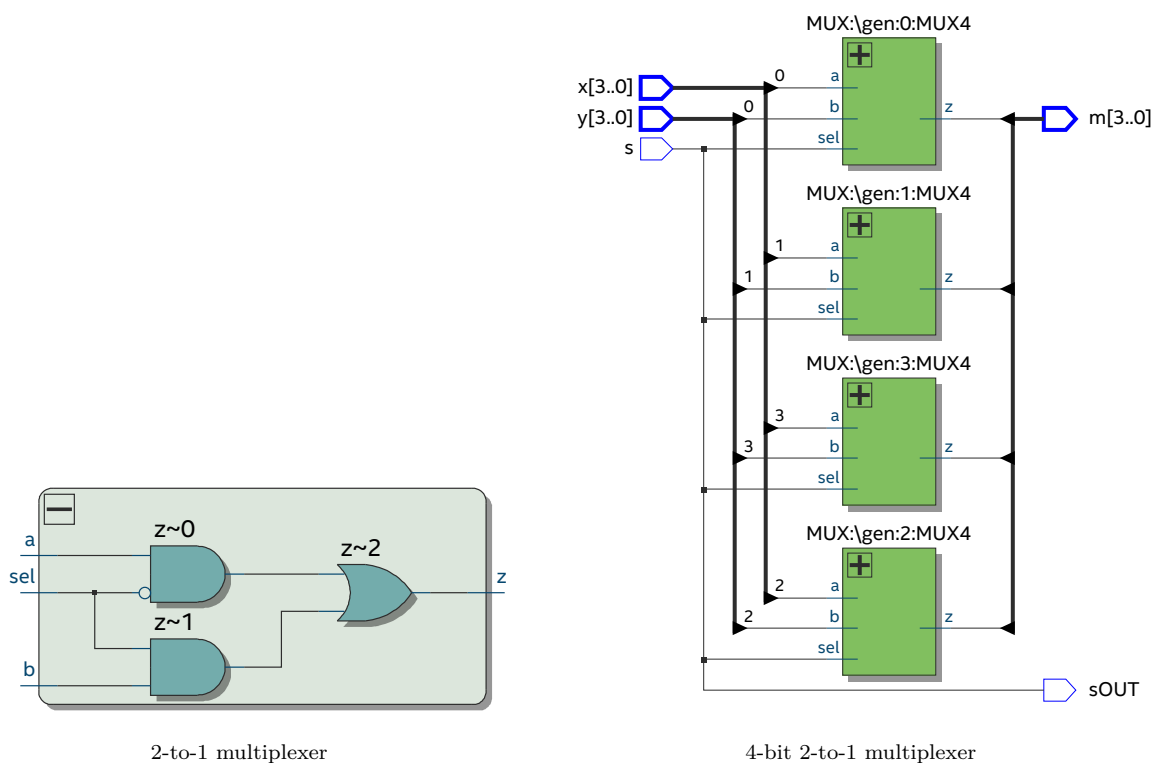 a
sel
b
z~0
z~1
z~2
z
2-to-1 multiplexer
x[3..0]
y[3..0]
s
MUX:\gen:0:MUX4
0
a
0
b
sel
z
m[3..0]
MUX:\gen:1:MUX4
1
a
1
b
sel
z
MUX:\gen:3:MUX4
3
a
3
b
sel
z
MUX:\gen:2:MUX4
2
a
2
b
sel
z
sOUT
4-bit 2-to-1 multiplexer